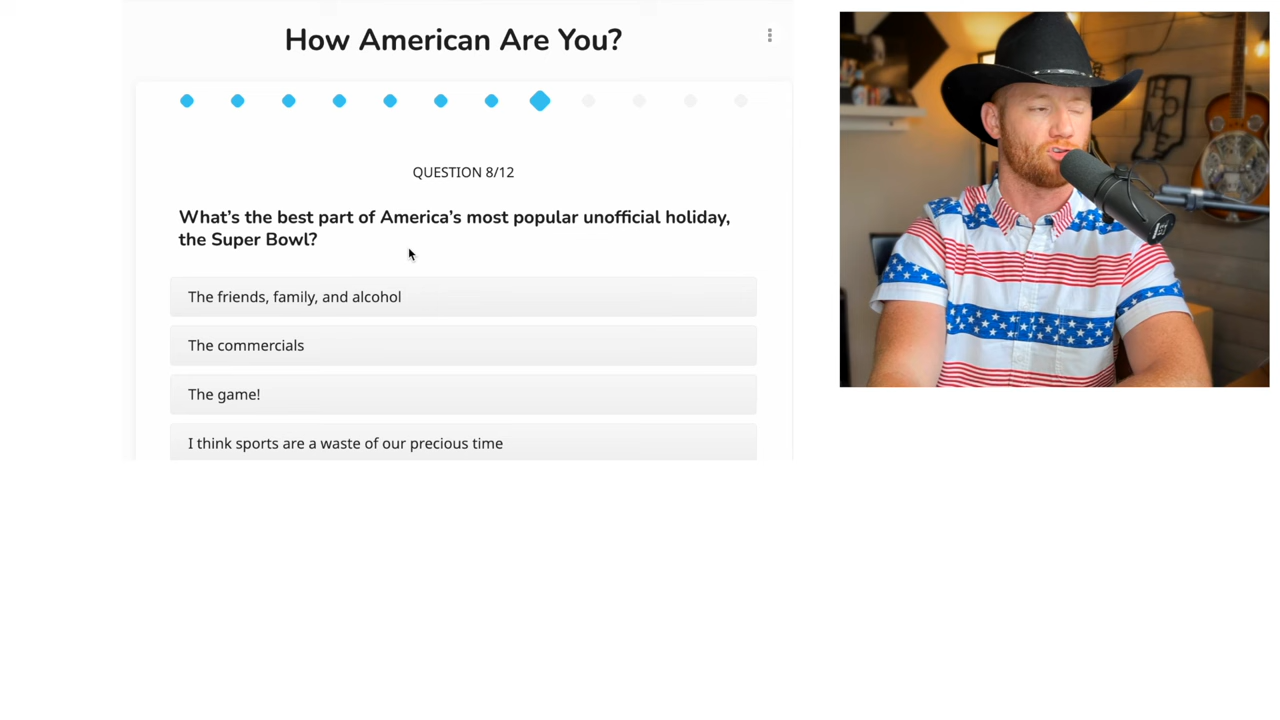 How American Are You?
QUESTION 8/12
What's the best part of America's most popular unofficial holiday,
the Super Bowl?
The friends, family, and alcohol
The commercials
The game!
I think sports are a waste of our precious time
HOME